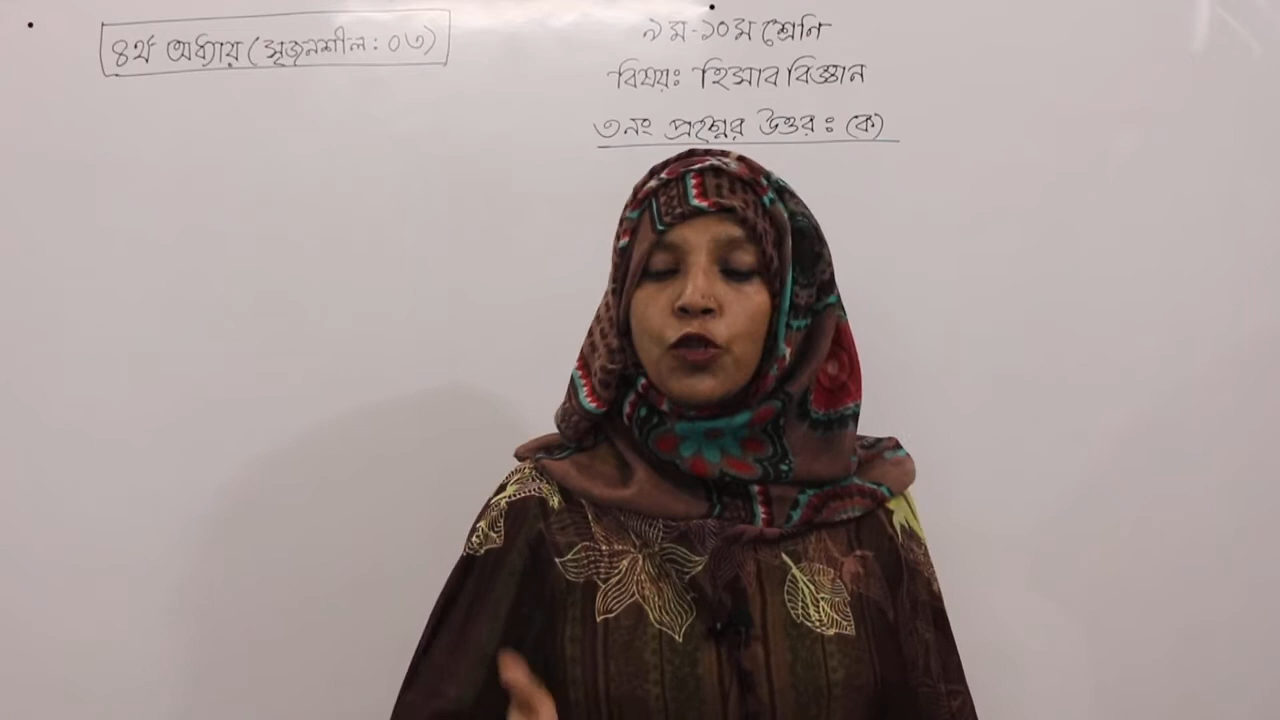 ৪র্থ অধ্যায় (সৃজনশীল: ০৩)
৯ম-১০ম শ্রেণি
বিষয়ঃ হিসাব বিজ্ঞান
৩নং প্রশ্নের উত্তর: (ক)